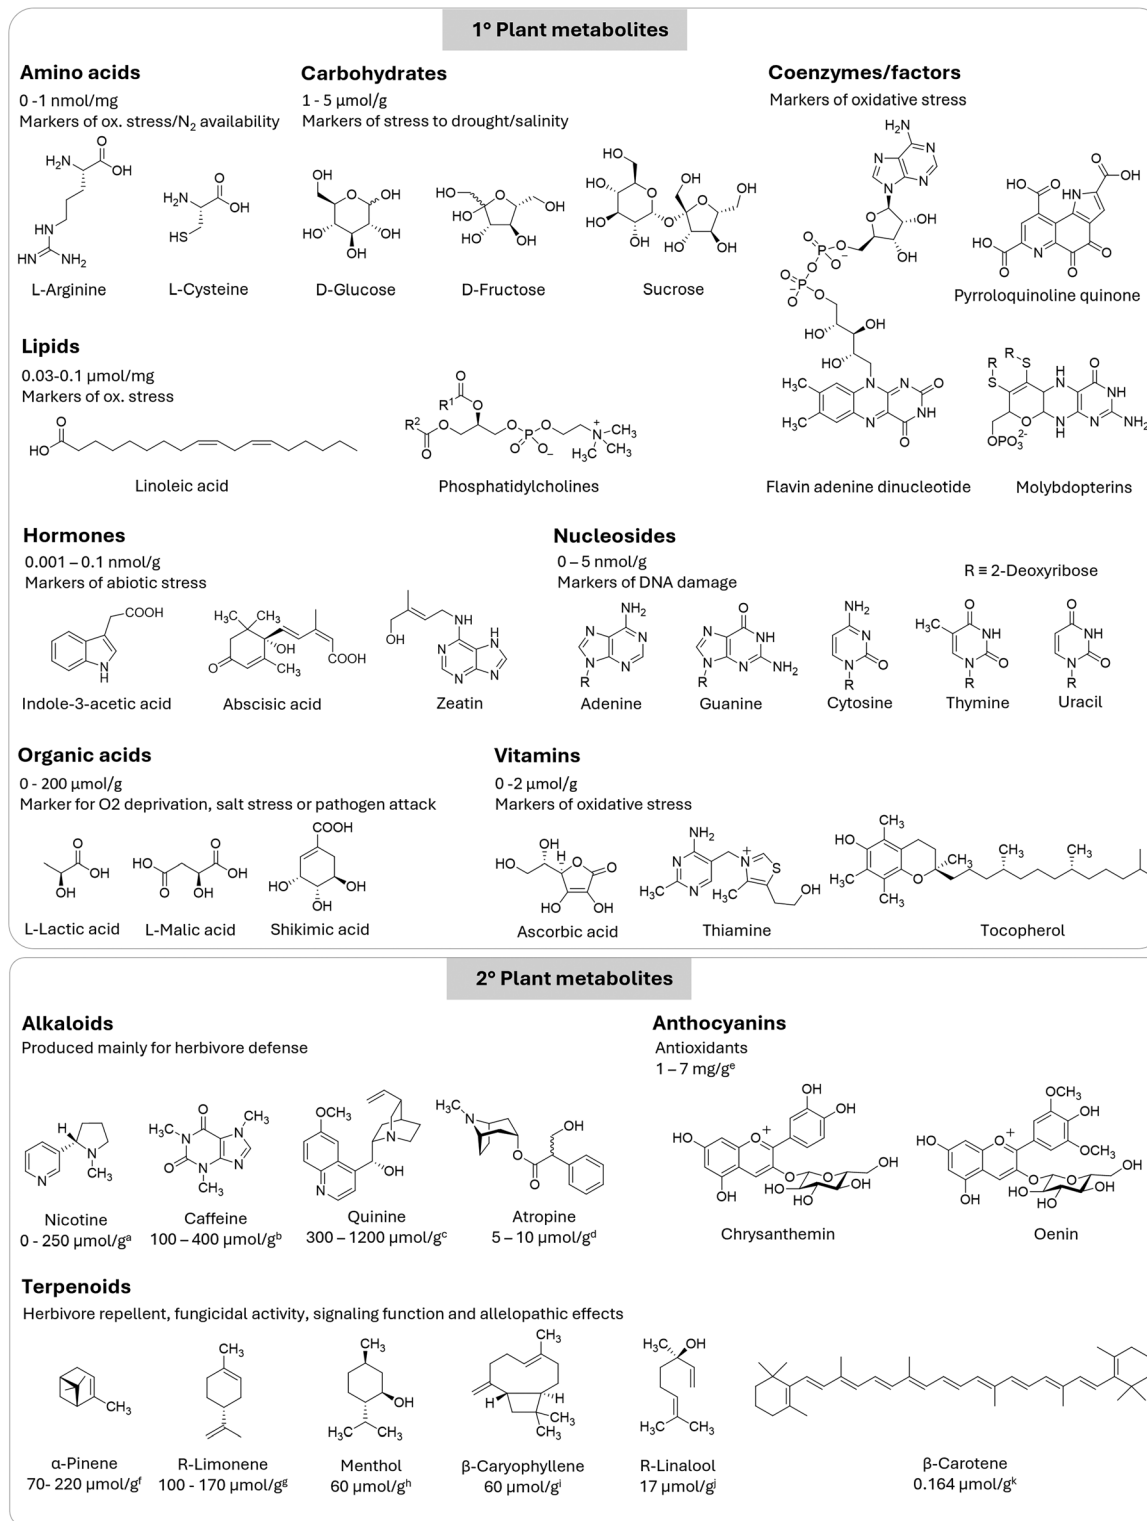 1° Plant metabolites
Amino acids
0 -1 nmol/mg
Markers of ox. stress/N₂ availability
L-Arginine
L-Cysteine
Carbohydrates
1 - 5 µmol/g
Markers of stress to drought/salinity
D-Glucose
D-Fructose
Sucrose
Coenzymes/factors
Markers of oxidative stress
Pyrroloquinoline quinone
Flavin adenine dinucleotide
Molybdopterins
Lipids
0.03-0.1 µmol/mg
Markers of ox. stress
Linoleic acid
Phosphatidylcholines
Hormones
0.001 – 0.1 nmol/g
Markers of abiotic stress
Indole-3-acetic acid
Abscisic acid
Zeatin
Nucleosides
0 – 5 nmol/g
Markers of DNA damage
R ≡ 2-Deoxyribose
Adenine
Guanine
Cytosine
Thymine
Uracil
Organic acids
0 - 200 µmol/g
Marker for O2 deprivation, salt stress or pathogen attack
L-Lactic acid
L-Malic acid
Shikimic acid
Vitamins
0 -2 µmol/g
Markers of oxidative stress
Ascorbic acid
Thiamine
Tocopherol
2° Plant metabolites
Alkaloids
Produced mainly for herbivore defense
Nicotine
0 - 250 µmol/gᵃ
Caffeine
100 – 400 µmol/gᵇ
Quinine
300 – 1200 µmol/gᶜ
Atropine
5 – 10 µmol/gᵈ
Anthocyanins
Antioxidants
1 – 7 mg/gᵉ
Chrysanthemin
Oenin
Terpenoids
Herbivore repellent, fungicidal activity, signaling function and allelopathic effects
α-Pinene
70- 220 µmol/gᶠ
R-Limonene
100 - 170 µmol/gᵍ
Menthol
60 µmol/gʰ
β-Caryophyllene
60 µmol/gⁱ
R-Linalool
17 µmol/gʲ
β-Carotene
0.164 µmol/gᵏ